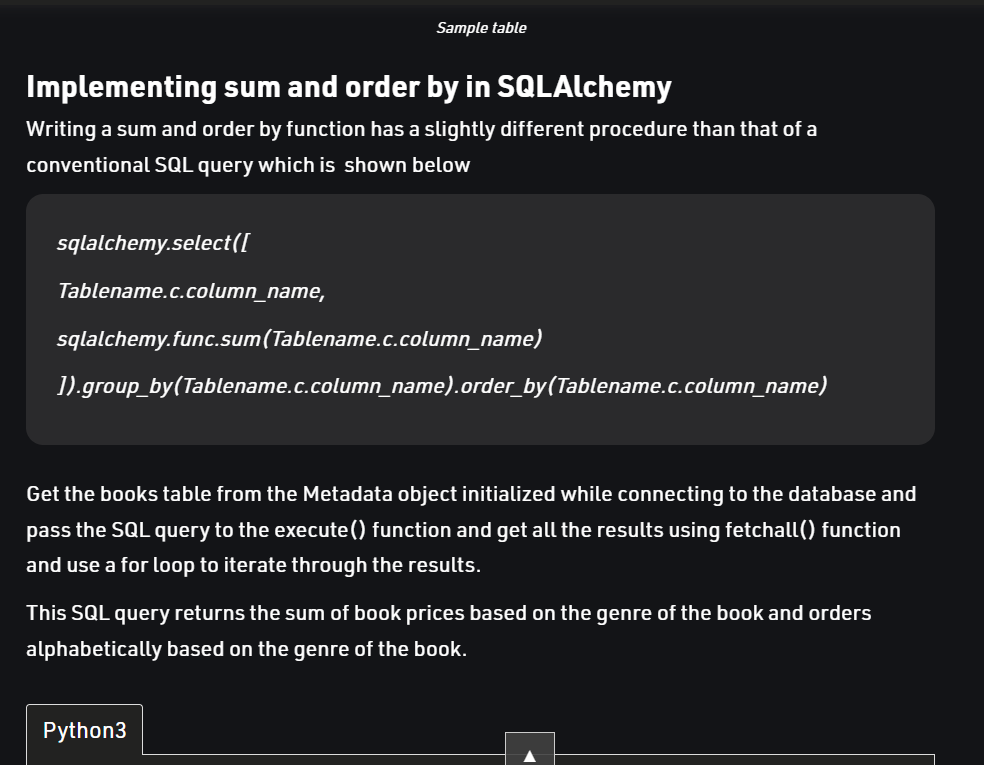 Sample table
Implementing sum and order by in SQLAlchemy
Writing a sum and order by function has a slightly different procedure than that of a
conventional SQL query which is  shown below
sqlalchemy.select([
Tablename.c.column_name,
sqlalchemy.func.sum(Tablename.c.column_name)
]).group_by(Tablename.c.column_name).order_by(Tablename.c.column_name)
Get the books table from the Metadata object initialized while connecting to the database and
pass the SQL query to the execute() function and get all the results using fetchall() function
and use a for loop to iterate through the results.
This SQL query returns the sum of book prices based on the genre of the book and orders
alphabetically based on the genre of the book.
Python3